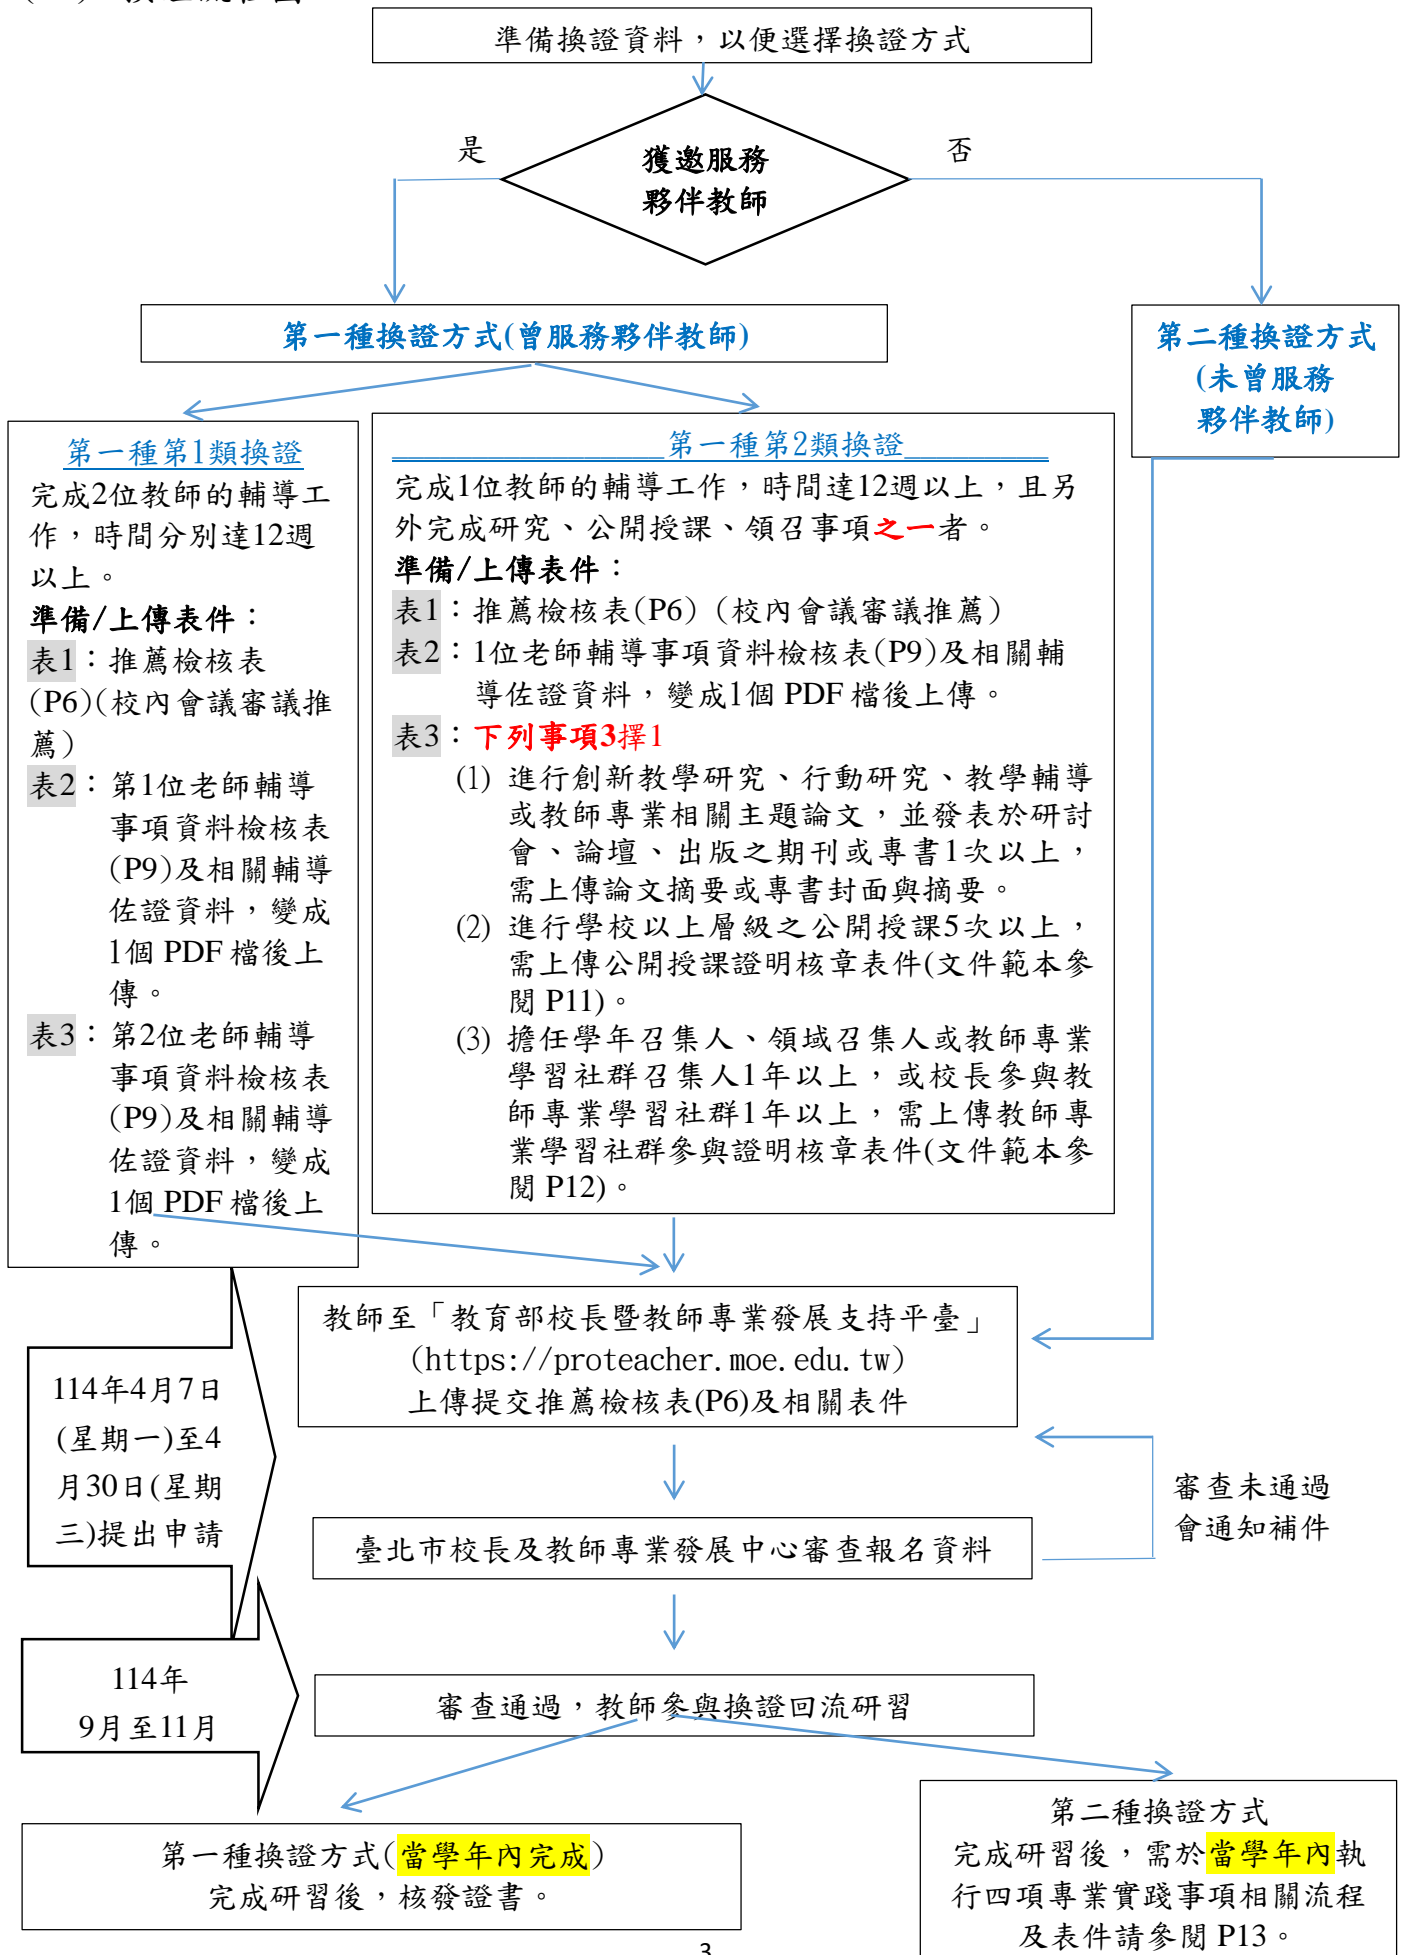 準備換證資料，以便選擇換證方式
是
否
獲邀服務
夥伴教師
第一種換證方式(曾服務夥伴教師)
第二種換證方式
(未曾服務
夥伴教師)
第一種第1類換證
完成2位教師的輔導工
作，時間分別達12週
以上。
準備/上傳表件：
表1：推薦檢核表
(P6)(校內會議審議推
薦)
表2：第1位老師輔導
事項資料檢核表
(P9)及相關輔導
佐證資料，變成
1個 PDF 檔後上
傳。
表3：第2位老師輔導
事項資料檢核表
(P9)及相關輔導
佐證資料，變成
1個 PDF 檔後上
傳。
第一種第2類換證
完成1位教師的輔導工作，時間達12週以上，且另
外完成研究、公開授課、領召事項之一者。
準備/上傳表件：
表1：推薦檢核表(P6)（校內會議審議推薦）
表2：1位老師輔導事項資料檢核表(P9)及相關輔
導佐證資料，變成1個 PDF 檔後上傳。
表3：下列事項3擇1
(1) 進行創新教學研究、行動研究、教學輔導
或教師專業相關主題論文，並發表於研討
會、論壇、出版之期刊或專書1次以上，
需上傳論文摘要或專書封面與摘要。
(2) 進行學校以上層級之公開授課5次以上，
需上傳公開授課證明核章表件(文件範本參
閱 P11)。
(3) 擔任學年召集人、領域召集人或教師專業
學習社群召集人1年以上，或校長參與教
師專業學習社群1年以上，需上傳教師專
業學習社群參與證明核章表件(文件範本參
閱 P12)。
教師至「教育部校長暨教師專業發展支持平臺」
(https://proteacher.moe.edu.tw)
上傳提交推薦檢核表(P6)及相關表件
114年4月7日
(星期一)至4
月30日(星期
三)提出申請
審查未通過
會通知補件
臺北市校長及教師專業發展中心審查報名資料
114年
9月至11月
審查通過，教師參與換證回流研習
第一種換證方式(當學年內完成)
完成研習後，核發證書。
第二種換證方式
完成研習後，需於當學年內執
行四項專業實踐事項相關流程
及表件請參閱 P13。
3